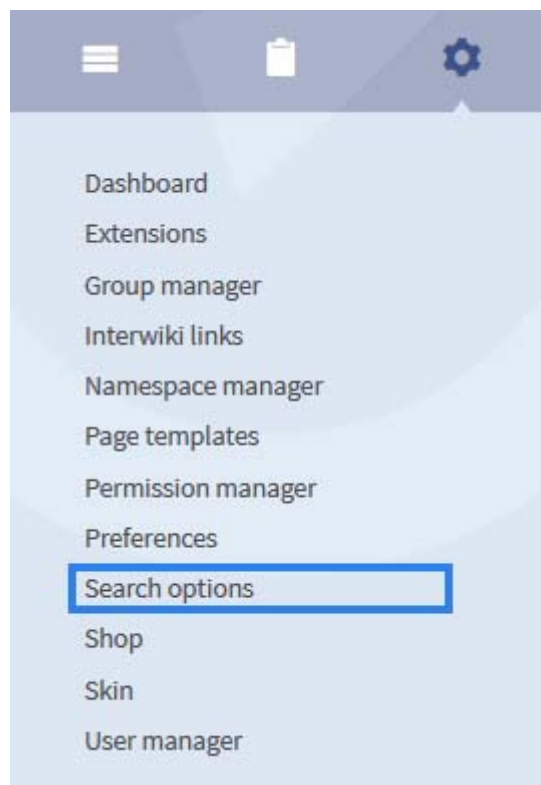 Dashboard
Extensions
Group manager
Interwiki links
Namespace manager
Page templates
Permission manager
Preferences
Search options
Shop
Skin
User manager